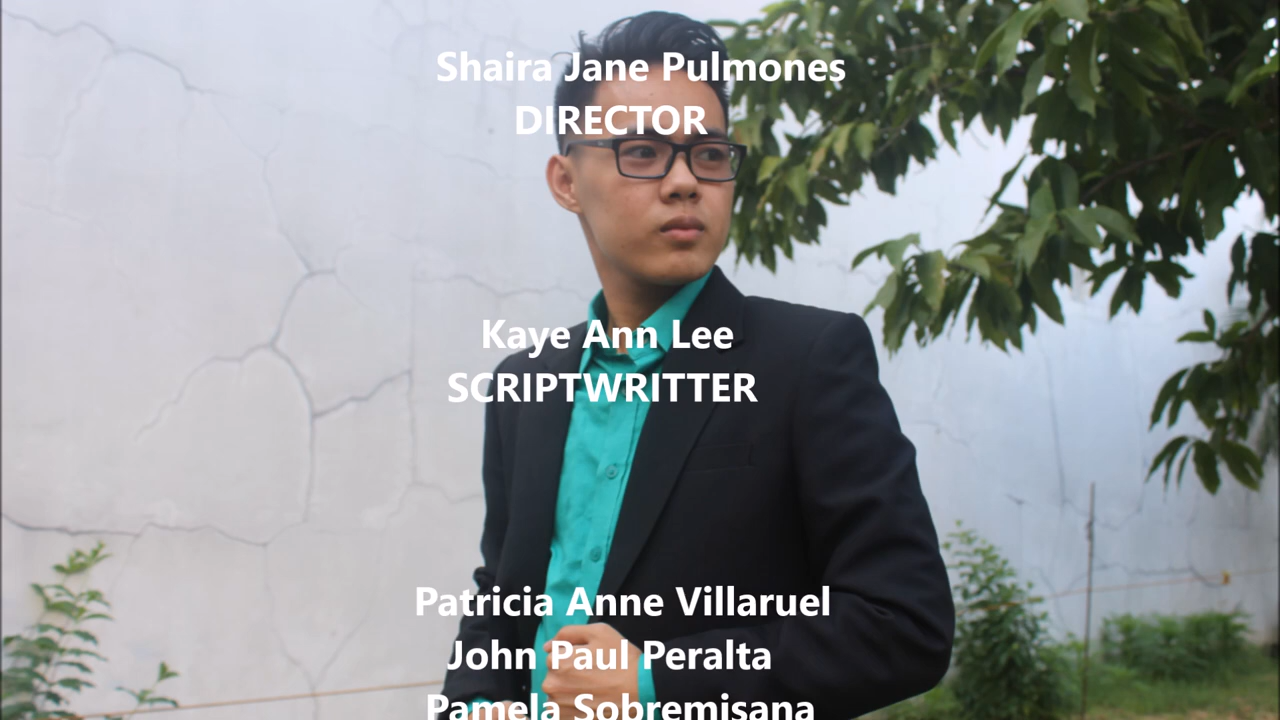 Shaira Jane Pulmones
DIRECTOR
Kaye Ann Lee
SCRIPTWRITTER
Patricia Anne Villaruel
John Paul Peralta
Pamela Sobremisana